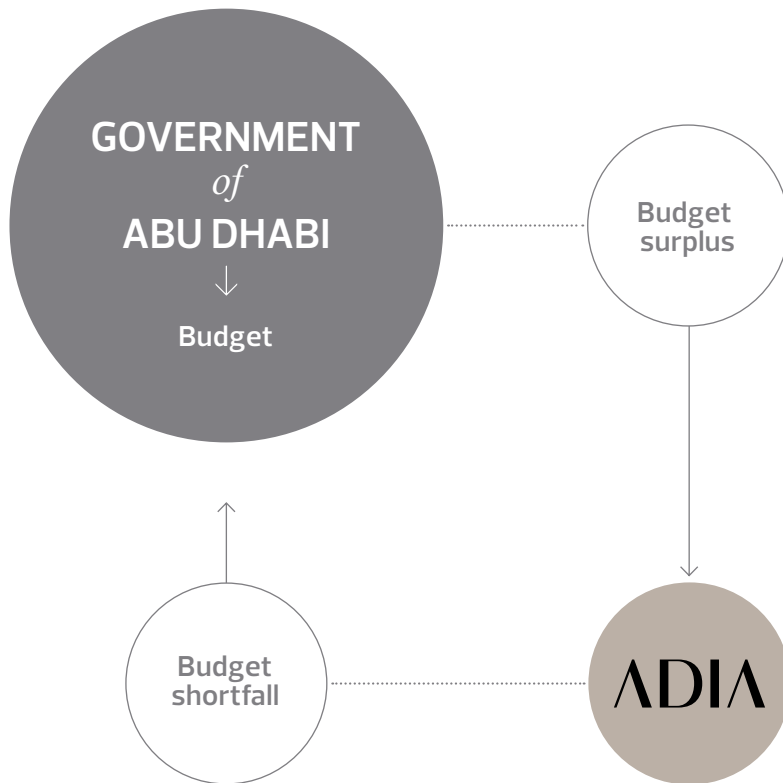 GOVERNMENT
of
ABU DHABI
Budget
Budget
surplus
Budget
shortfall
ADIA